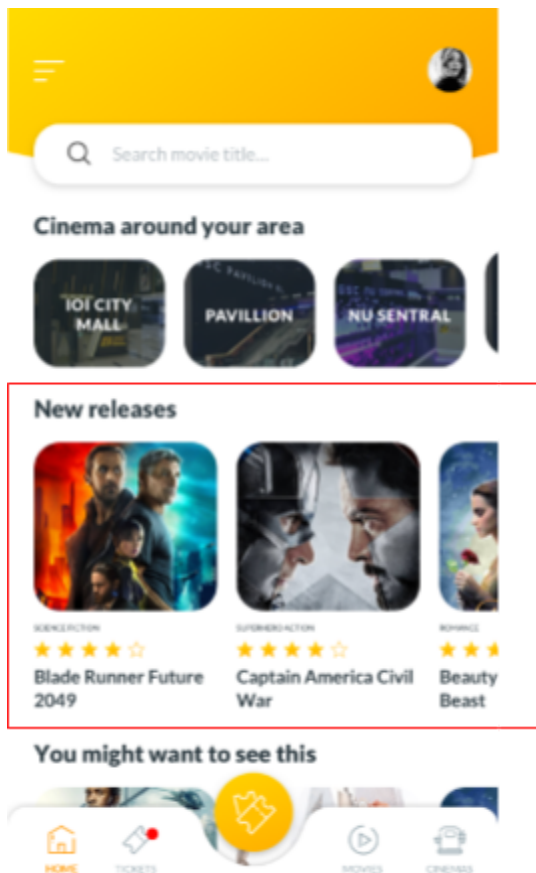 Search movie title...
Cinema around your area
IOI CITY
MALL
PAVILLION
NU SENTRAL
New releases
SCIENCE FICTION
SUPERHERO ACTION
ROMANCE
Blade Runner Future
2049
Captain America Civil
War
Beauty
Beast
You might want to see this
HOME
TICKETS
MOVIES
CINEMAS